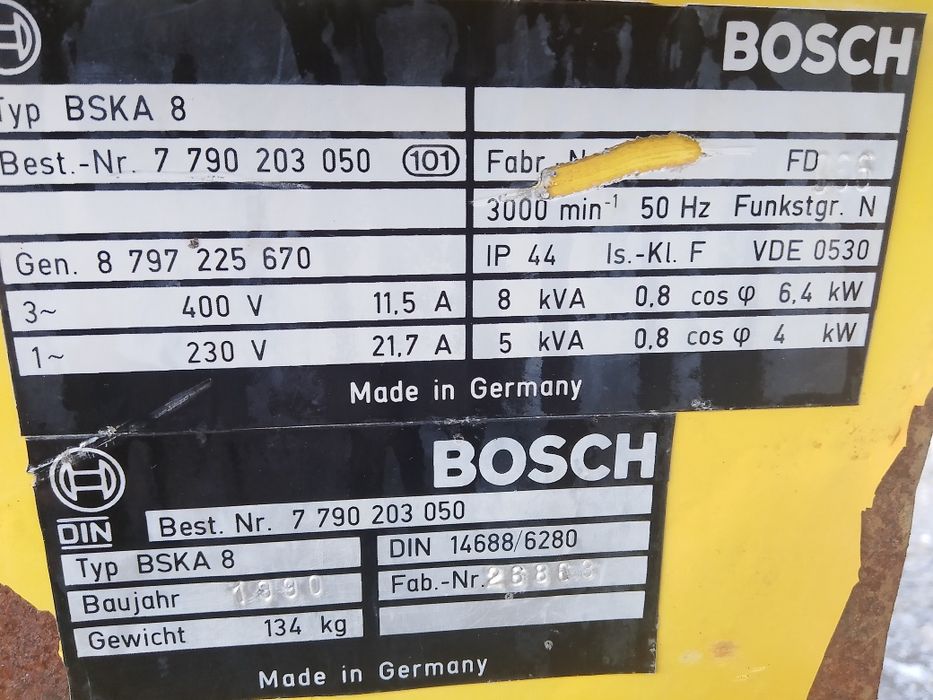 BOSCH
Typ BSKA 8
Best.-Nr. 7 790 203 050 101
Fabr. FD
3000 min⁻¹ 50 Hz Funkstgr. N
Gen. 8 797 225 670
IP 44 Is.-Kl. F VDE 0530
3~ 400 V 11,5 A
8 kVA 0,8 cos φ 6,4 kW
1~ 230 V 21,7 A
5 kVA 0,8 cos φ 4 kW
Made in Germany
BOSCH
DIN
Best. Nr. 7 790 203 050
Typ BSKA 8
DIN 14688/6280
Baujahr 1990
Fab.-Nr.
Gewicht 134 kg
Made in Germany